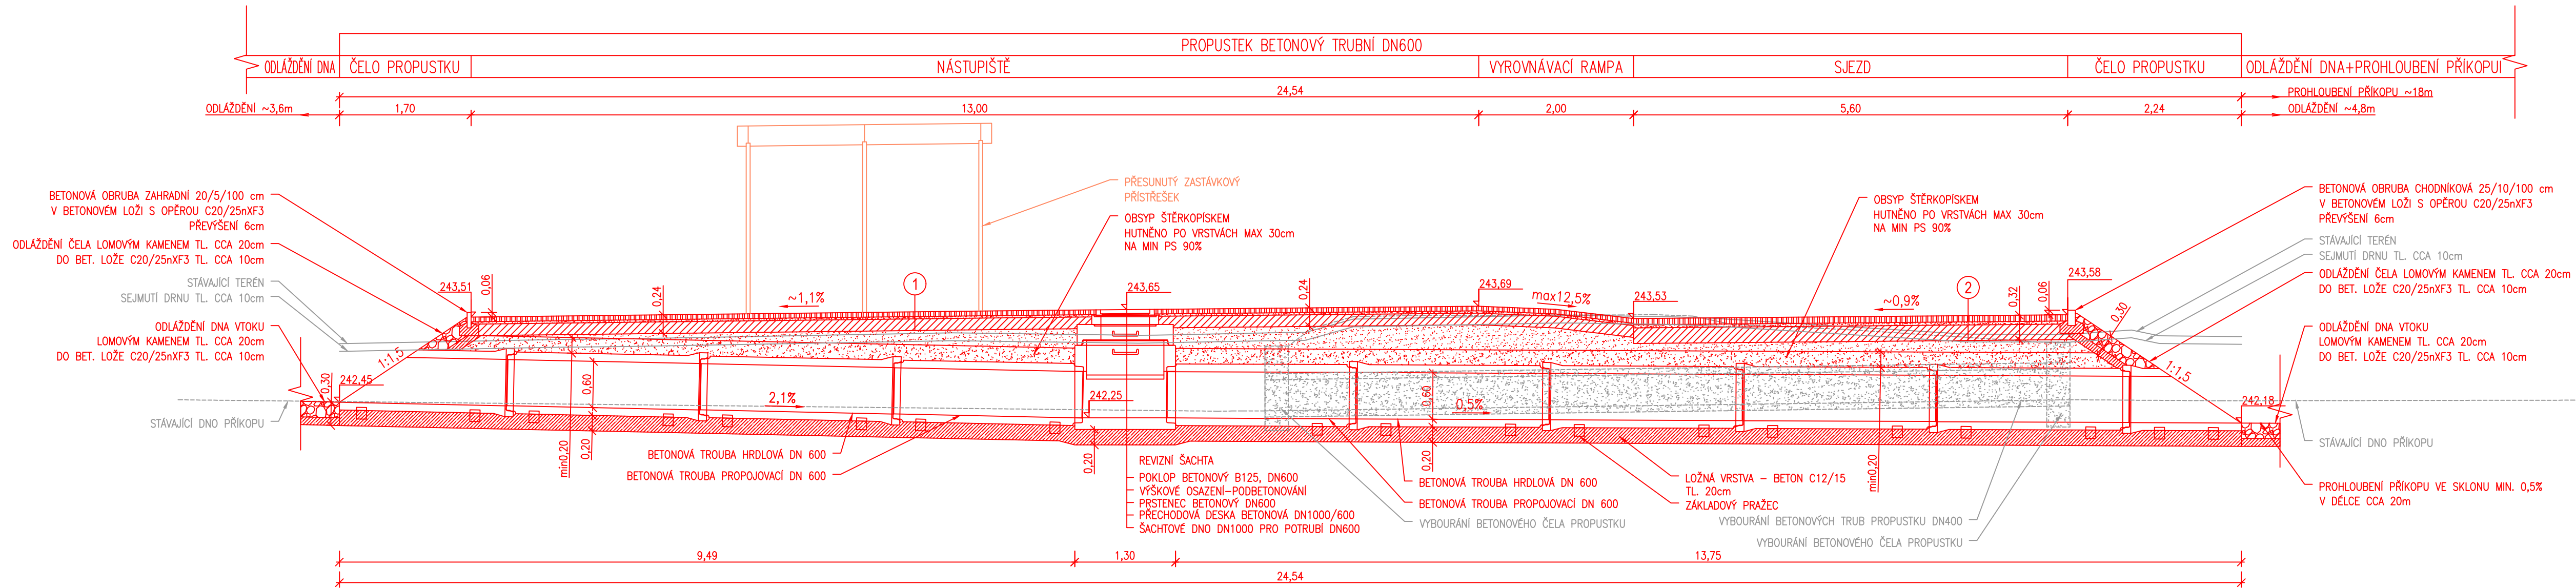 PROPUSTEK BETONOVÝ TRUBNÍ DN600
ODLÁŽDĚNÍ DNA
ČELO PROPUSTKU
NÁSTUPIŠTĚ
VYROVNÁVACÍ RAMPA
SJEZD
ČELO PROPUSTKU
ODLÁŽDĚNÍ DNA+PROHLOUBENÍ PŘÍKOPUI
24,54
PROHLOUBENÍ PŘÍKOPU ~18m
ODLÁŽDĚNÍ ~3,6m
1,70
13,00
2,00
5,60
2,24
ODLÁŽDĚNÍ ~4,8m
BETONOVÁ OBRUBA ZAHRADNÍ 20/5/100 cm
V BETONOVÉM LOŽI S OPĚROU C20/25nXF3
PŘEVÝŠENÍ 6cm
ODLÁŽDĚNÍ ČELA LOMOVÝM KAMENEM TL. CCA 20cm
DO BET. LOŽE C20/25nXF3 TL. CCA 10cm
STÁVAJÍCÍ TERÉN
SEJMUTÍ DRNU TL. CCA 10cm
ODLÁŽDĚNÍ DNA VTOKU
LOMOVÝM KAMENEM TL. CCA 20cm
DO BET. LOŽE C20/25nXF3 TL. CCA 10cm
STÁVAJÍCÍ DNO PŘÍKOPU
PŘESUNUTÝ ZASTÁVKOVÝ
PŘÍSTŘEŠEK
OBSYP ŠTĚRKOPÍSKEM
HUTNĚNO PO VRSTVÁCH MAX 30cm
NA MIN PS 90%
OBSYP ŠTĚRKOPÍSKEM
HUTNĚNO PO VRSTVÁCH MAX 30cm
NA MIN PS 90%
BETONOVÁ OBRUBA CHODNÍKOVÁ 25/10/100 cm
V BETONOVÉM LOŽI S OPĚROU C20/25nXF3
PŘEVÝŠENÍ 6cm
STÁVAJÍCÍ TERÉN
SEJMUTÍ DRNU TL. CCA 10cm
ODLÁŽDĚNÍ ČELA LOMOVÝM KAMENEM TL. CCA 20cm
DO BET. LOŽE C20/25nXF3 TL. CCA 10cm
ODLÁŽDĚNÍ DNA VTOKU
LOMOVÝM KAMENEM TL. CCA 20cm
DO BET. LOŽE C20/25nXF3 TL. CCA 10cm
STÁVAJÍCÍ DNO PŘÍKOPU
PROHLOUBENÍ PŘÍKOPU VE SKLONU MIN. 0,5%
V DÉLCE CCA 20m
243,51
0,06
0,24
~1,1%
1
243,65
0,24
243,69
max12,5%
243,53
~0,9%
2
0,32
0,06
243,58
0,30
1:1,5
0,30
242,45
0,60
2,1%
242,25
0,60
0,5%
1:1,5
242,18
min0,20
0,20
0,20
0,20
min0,20
BETONOVÁ TROUBA HRDLOVÁ DN 600
BETONOVÁ TROUBA PROPOJOVACÍ DN 600
REVIZNÍ ŠACHTA
POKLOP BETONOVÝ B125, DN600
VÝŠKOVÉ OSAZENÍ-PODBETONOVÁNÍ
PRSTENEC BETONOVÝ DN600
PŘECHODOVÁ DESKA BETONOVÁ DN1000/600
ŠACHTOVÉ DNO DN1000 PRO POTRUBÍ DN600
BETONOVÁ TROUBA HRDLOVÁ DN 600
BETONOVÁ TROUBA PROPOJOVACÍ DN 600
VYBOURÁNÍ BETONOVÉHO ČELA PROPUSTKU
LOŽNÁ VRSTVA - BETON C12/15
TL. 20cm
ZÁKLADOVÝ PRAŽEC
VYBOURÁNÍ BETONOVÝCH TRUB PROPUSTKU DN400
VYBOURÁNÍ BETONOVÉHO ČELA PROPUSTKU
9,49
1,30
13,75
24,54